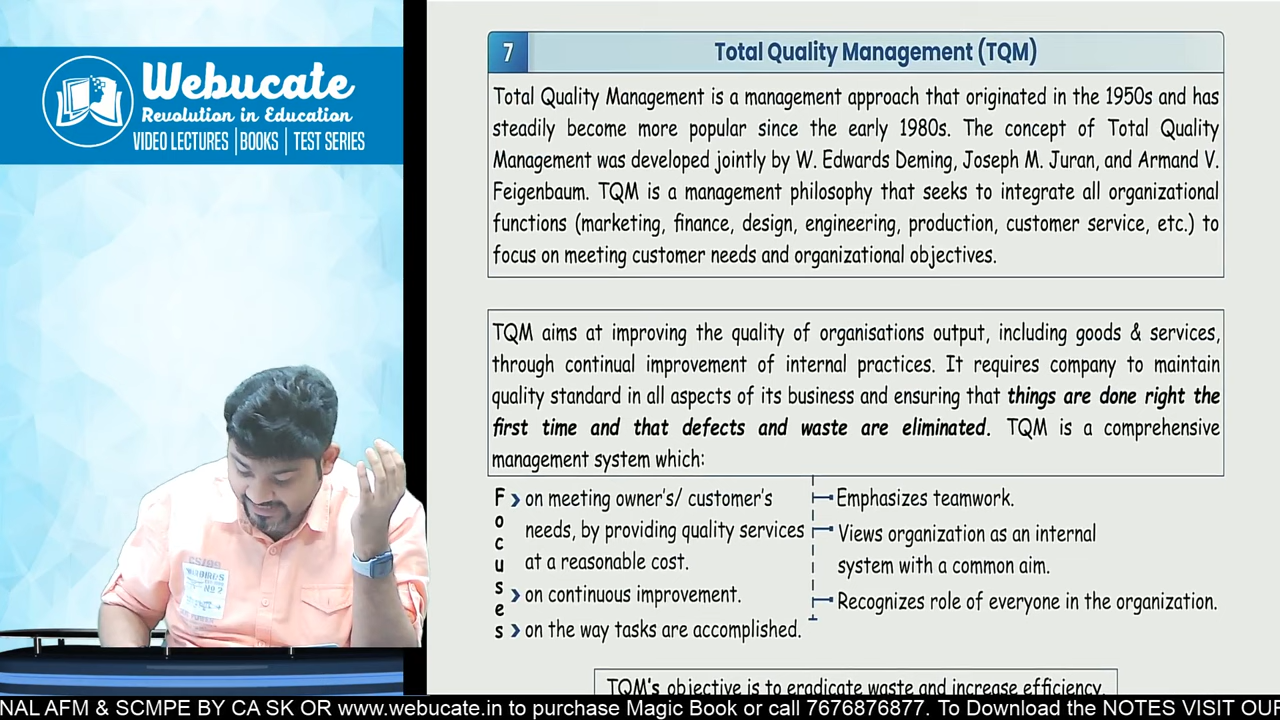 Webucate
Revolution in Education
VIDEO LECTURES | BOOKS | TEST SERIES
7 Total Quality Management (TQM)
Total Quality Management is a management approach that originated in the 1950s and has
steadily become more popular since the early 1980s. The concept of Total Quality
Management was developed jointly by W. Edwards Deming, Joseph M. Juran, and Armand V.
Feigenbaum. TQM is a management philosophy that seeks to integrate all organizational
functions (marketing, finance, design, engineering, production, customer service, etc.) to
focus on meeting customer needs and organizational objectives.
TQM aims at improving the quality of organisations output, including goods & services,
through continual improvement of internal practices. It requires company to maintain
quality standard in all aspects of its business and ensuring that things are done right the
first time and that defects and waste are eliminated. TQM is a comprehensive
management system which:
Focuses
on meeting owner's/ customer's
needs, by providing quality services
at a reasonable cost.
on continuous improvement.
on the way tasks are accomplished.
Emphasizes teamwork.
Views organization as an internal
system with a common aim.
Recognizes role of everyone in the organization.
TQM's objective is to eradicate waste and increase efficiency.
NAL AFM & SCMPE BY CA SK OR www.webucate.in to purchase Magic Book or call 7676876877. To Download the NOTES VISIT OUR